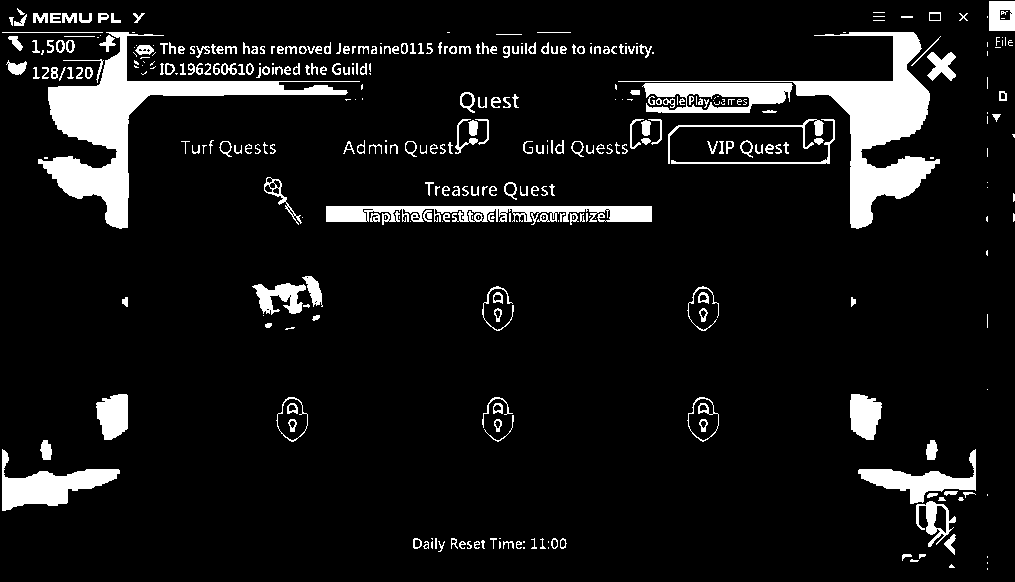 MEMU PL Y
File
1,500
128/120
The system has removed Jermaine0115 from the guild due to inactivity.
ID.196260610 joined the Guild!
Quest
Google Play Games
Turf Quests
Admin Quests
Guild Quests
VIP Quest
Treasure Quest
Tap the Chest to claim your prize!
Daily Reset Time: 11:00